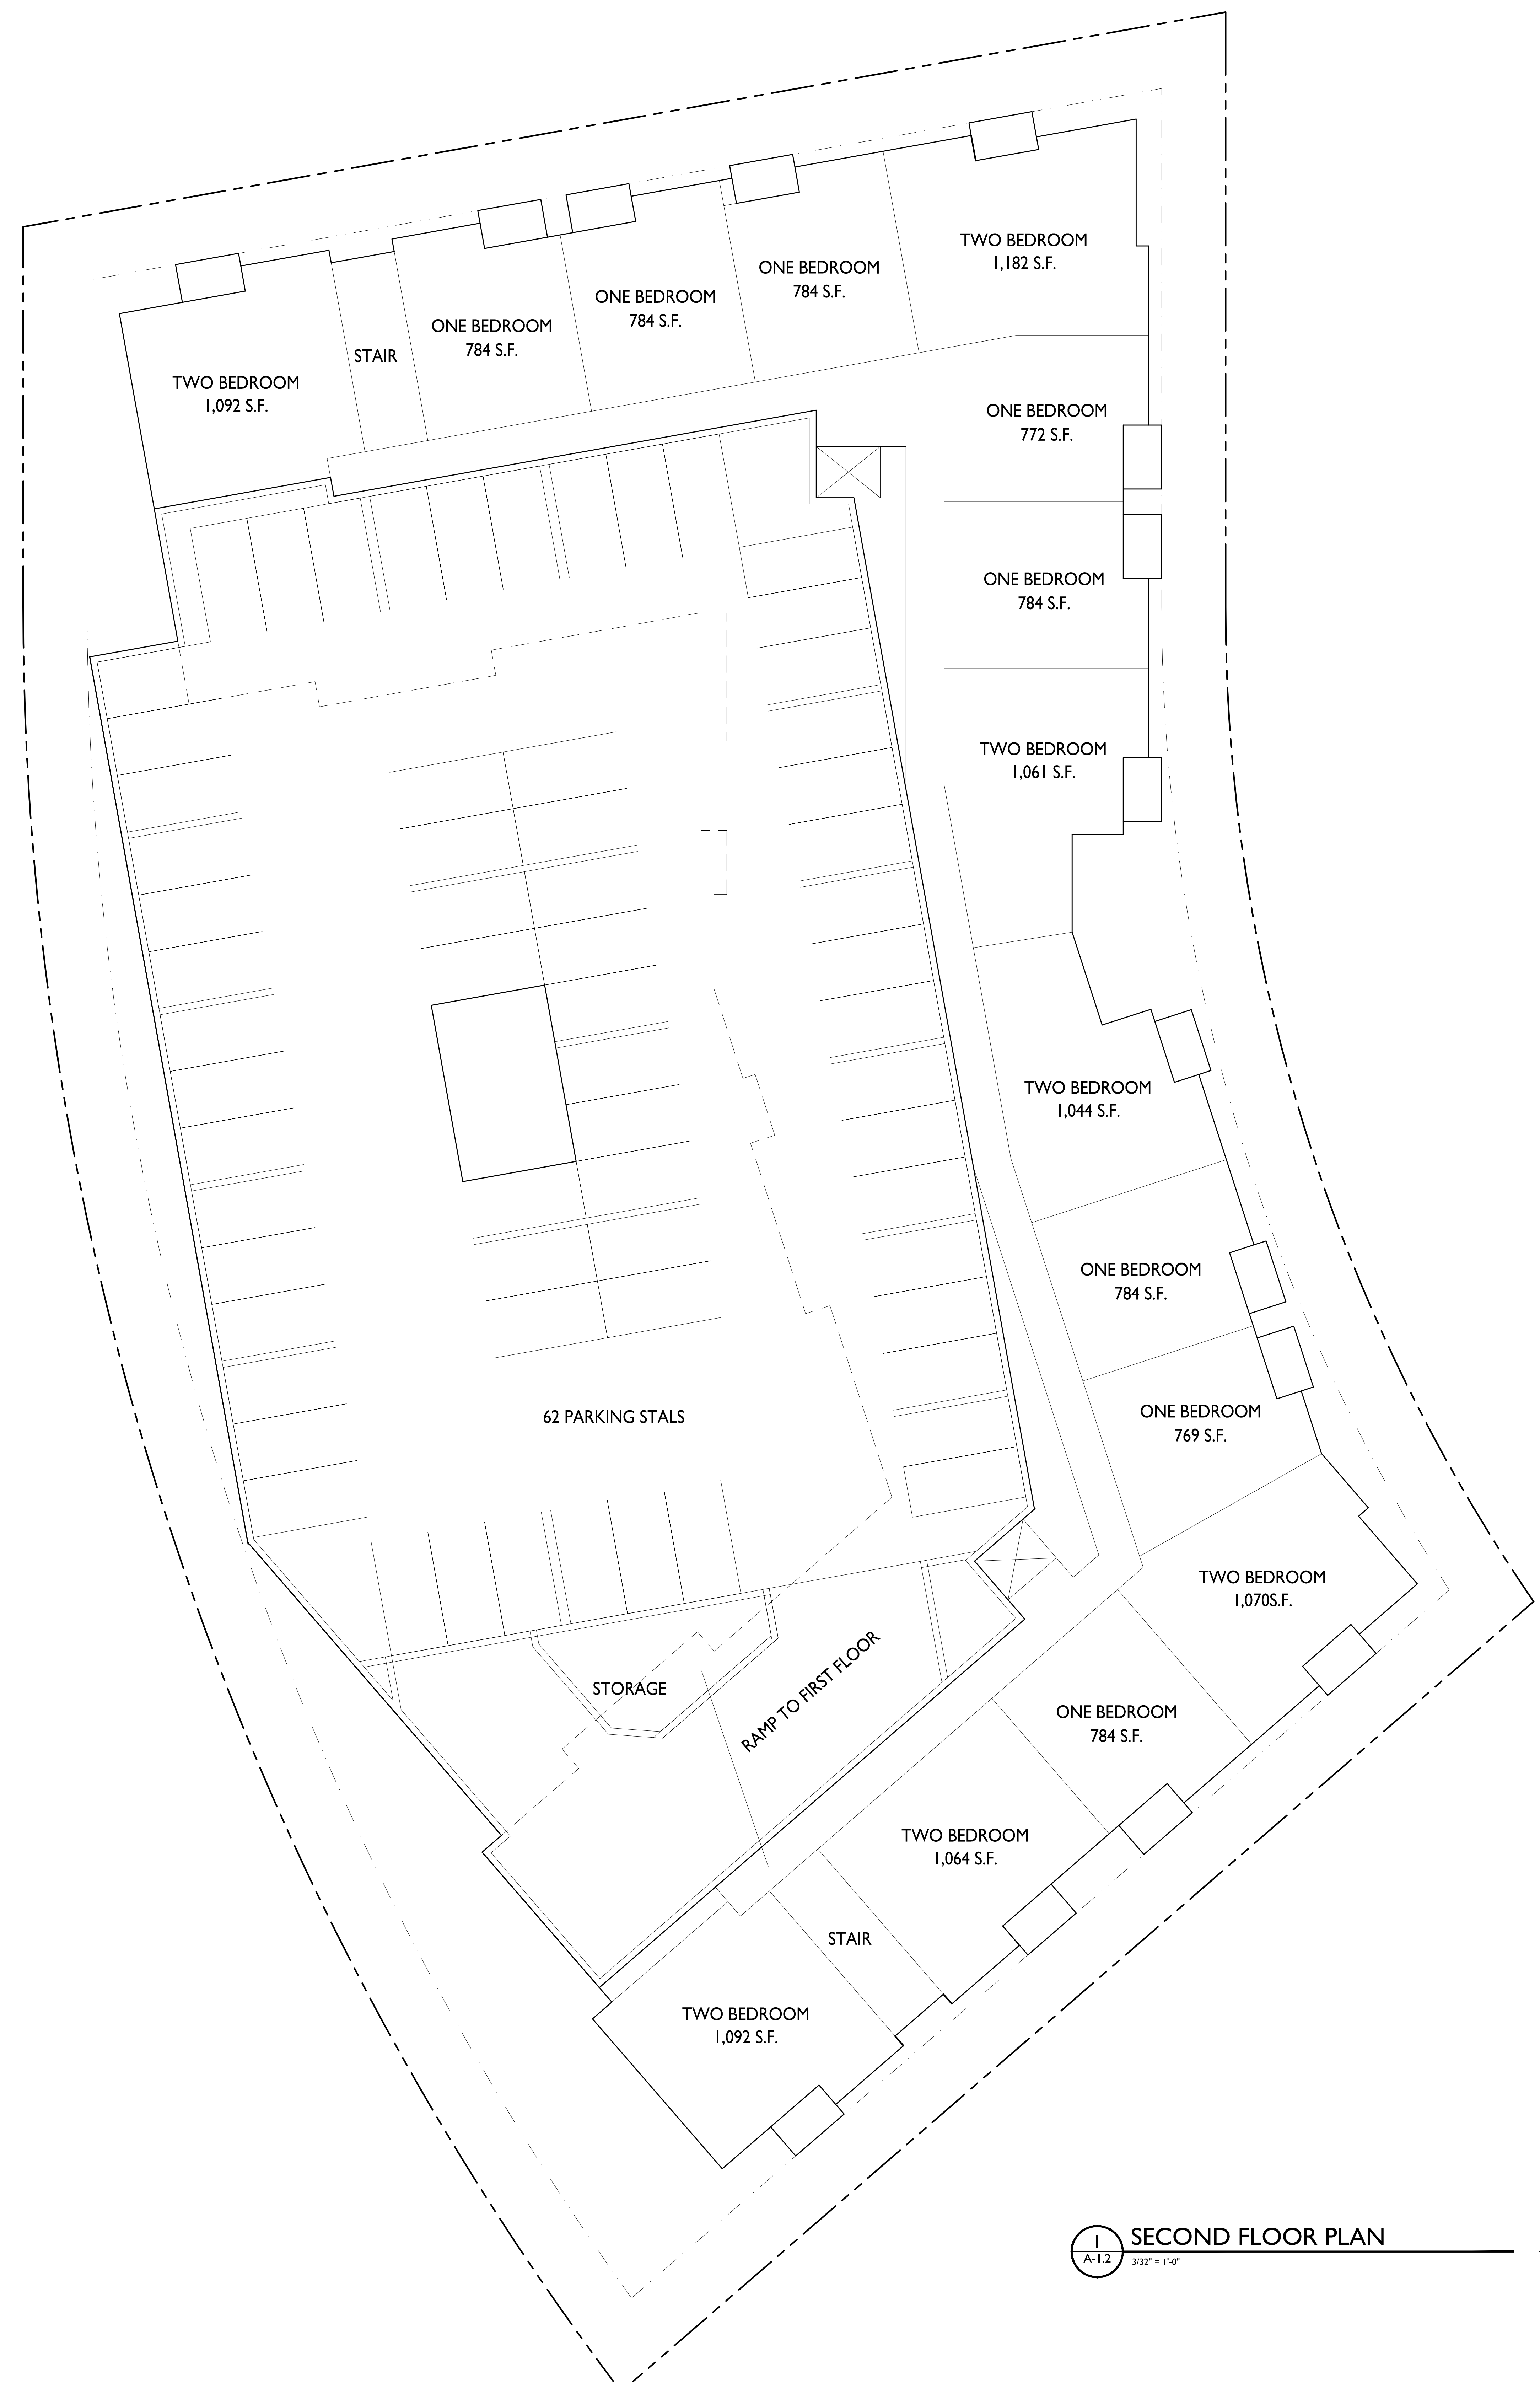 TWO BEDROOM
1,182 S.F.
ONE BEDROOM
784 S.F.
ONE BEDROOM
784 S.F.
ONE BEDROOM
784 S.F.
STAIR
TWO BEDROOM
1,092 S.F.
ONE BEDROOM
772 S.F.
ONE BEDROOM
784 S.F.
TWO BEDROOM
1,061 S.F.
TWO BEDROOM
1,044 S.F.
ONE BEDROOM
784 S.F.
ONE BEDROOM
769 S.F.
62 PARKING STALS
TWO BEDROOM
1,070S.F.
STORAGE
RAMP TO FIRST FLOOR
ONE BEDROOM
784 S.F.
TWO BEDROOM
1,064 S.F.
STAIR
TWO BEDROOM
1,092 S.F.
1
A-1.2
SECOND FLOOR PLAN
3/32" = 1'-0"